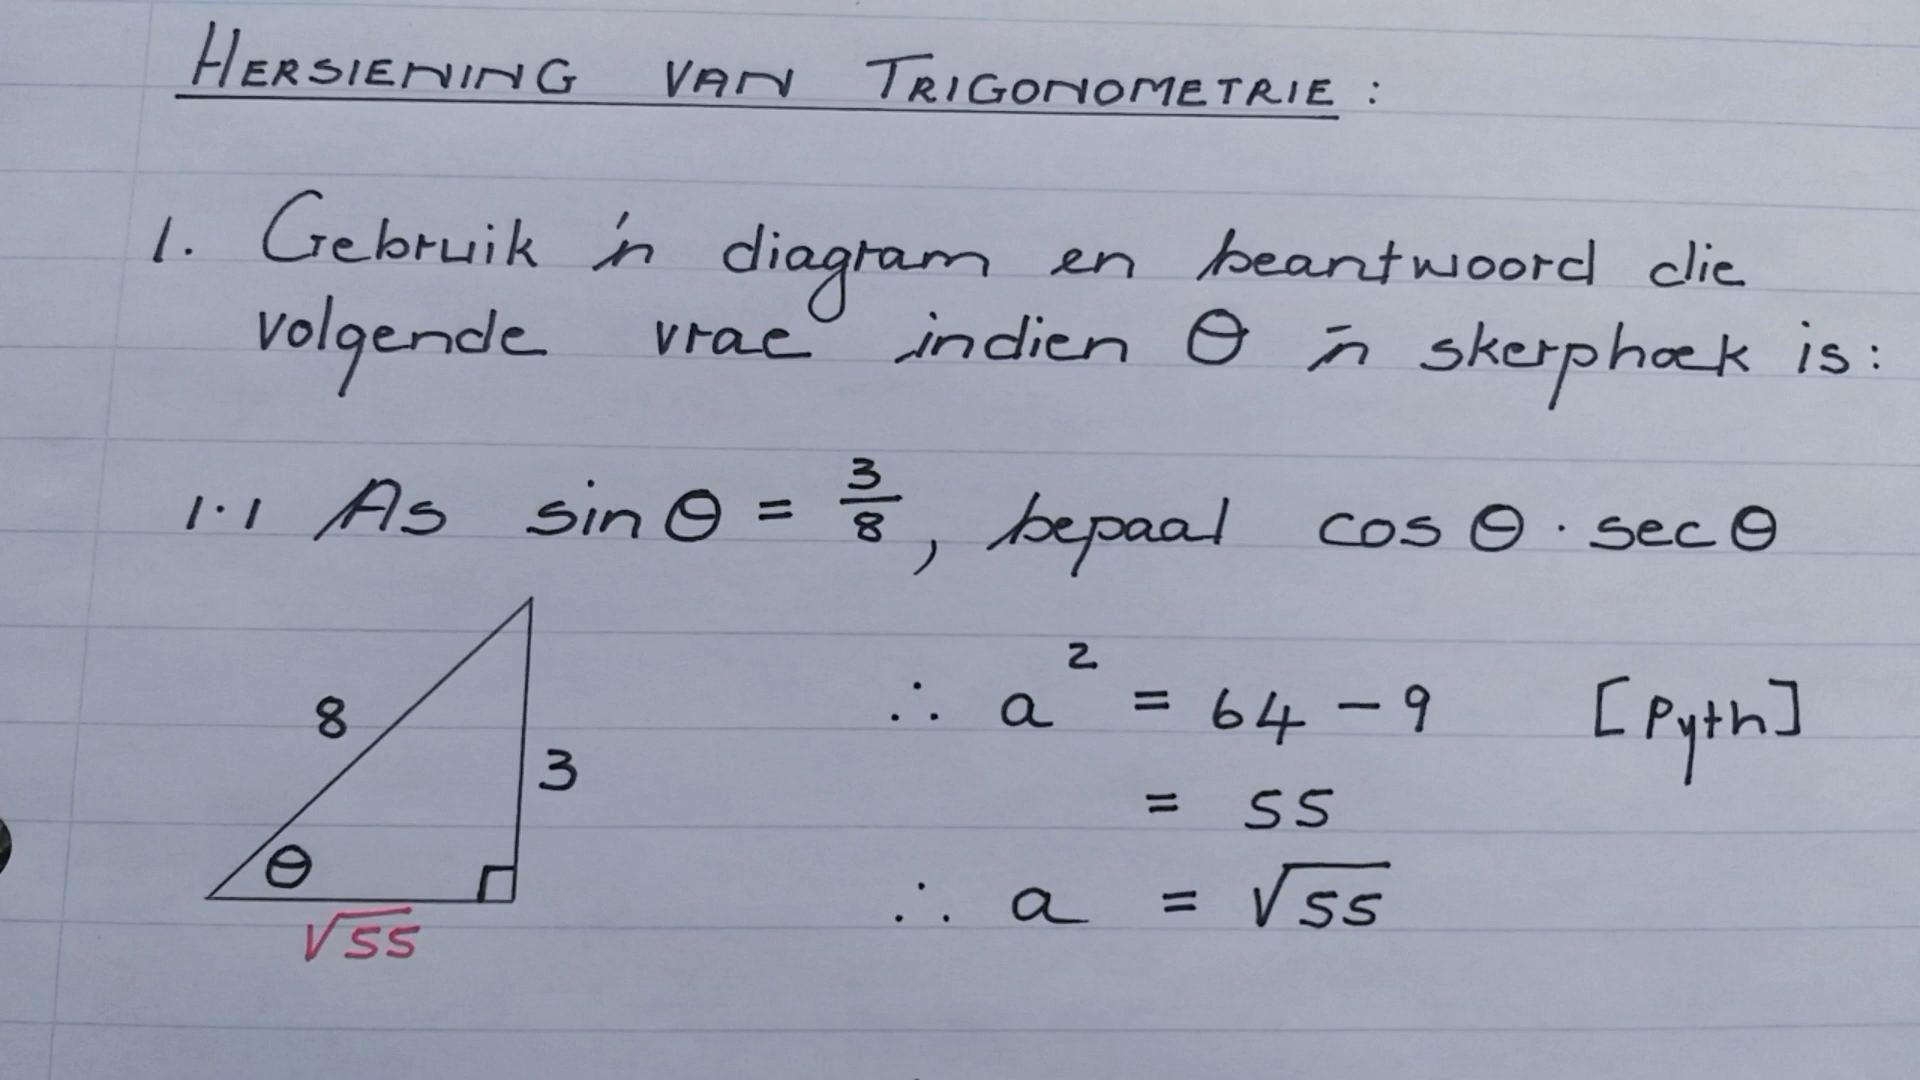 HERSIENING VAN TRIGONOMETRIE:
1. Gebruik 'n diagram en beantwoord die
volgende vrae indien θ 'n skerphoek is:
1.1 As sin θ = 3/8, bepaal cos θ · sec θ
8
3
θ
√55
∴ a² = 64 - 9 [Pyth]
= 55
∴ a = √55